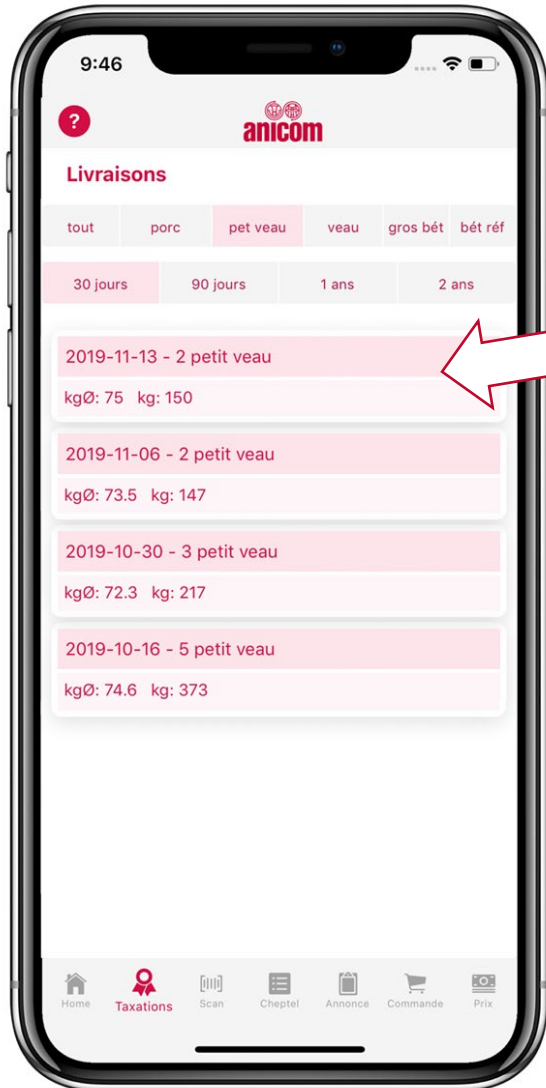 9:46
?
anicom
Livraisons
tout porc pet veau veau gros bét bét réf
30 jours 90 jours 1 ans 2 ans
2019-11-13 - 2 petit veau
kgØ: 75 kg: 150
2019-11-06 - 2 petit veau
kgØ: 73.5 kg: 147
2019-10-30 - 3 petit veau
kgØ: 72.3 kg: 217
2019-10-16 - 5 petit veau
kgØ: 74.6 kg: 373
Home Taxations Scan Cheptel Annonce Commande Prix